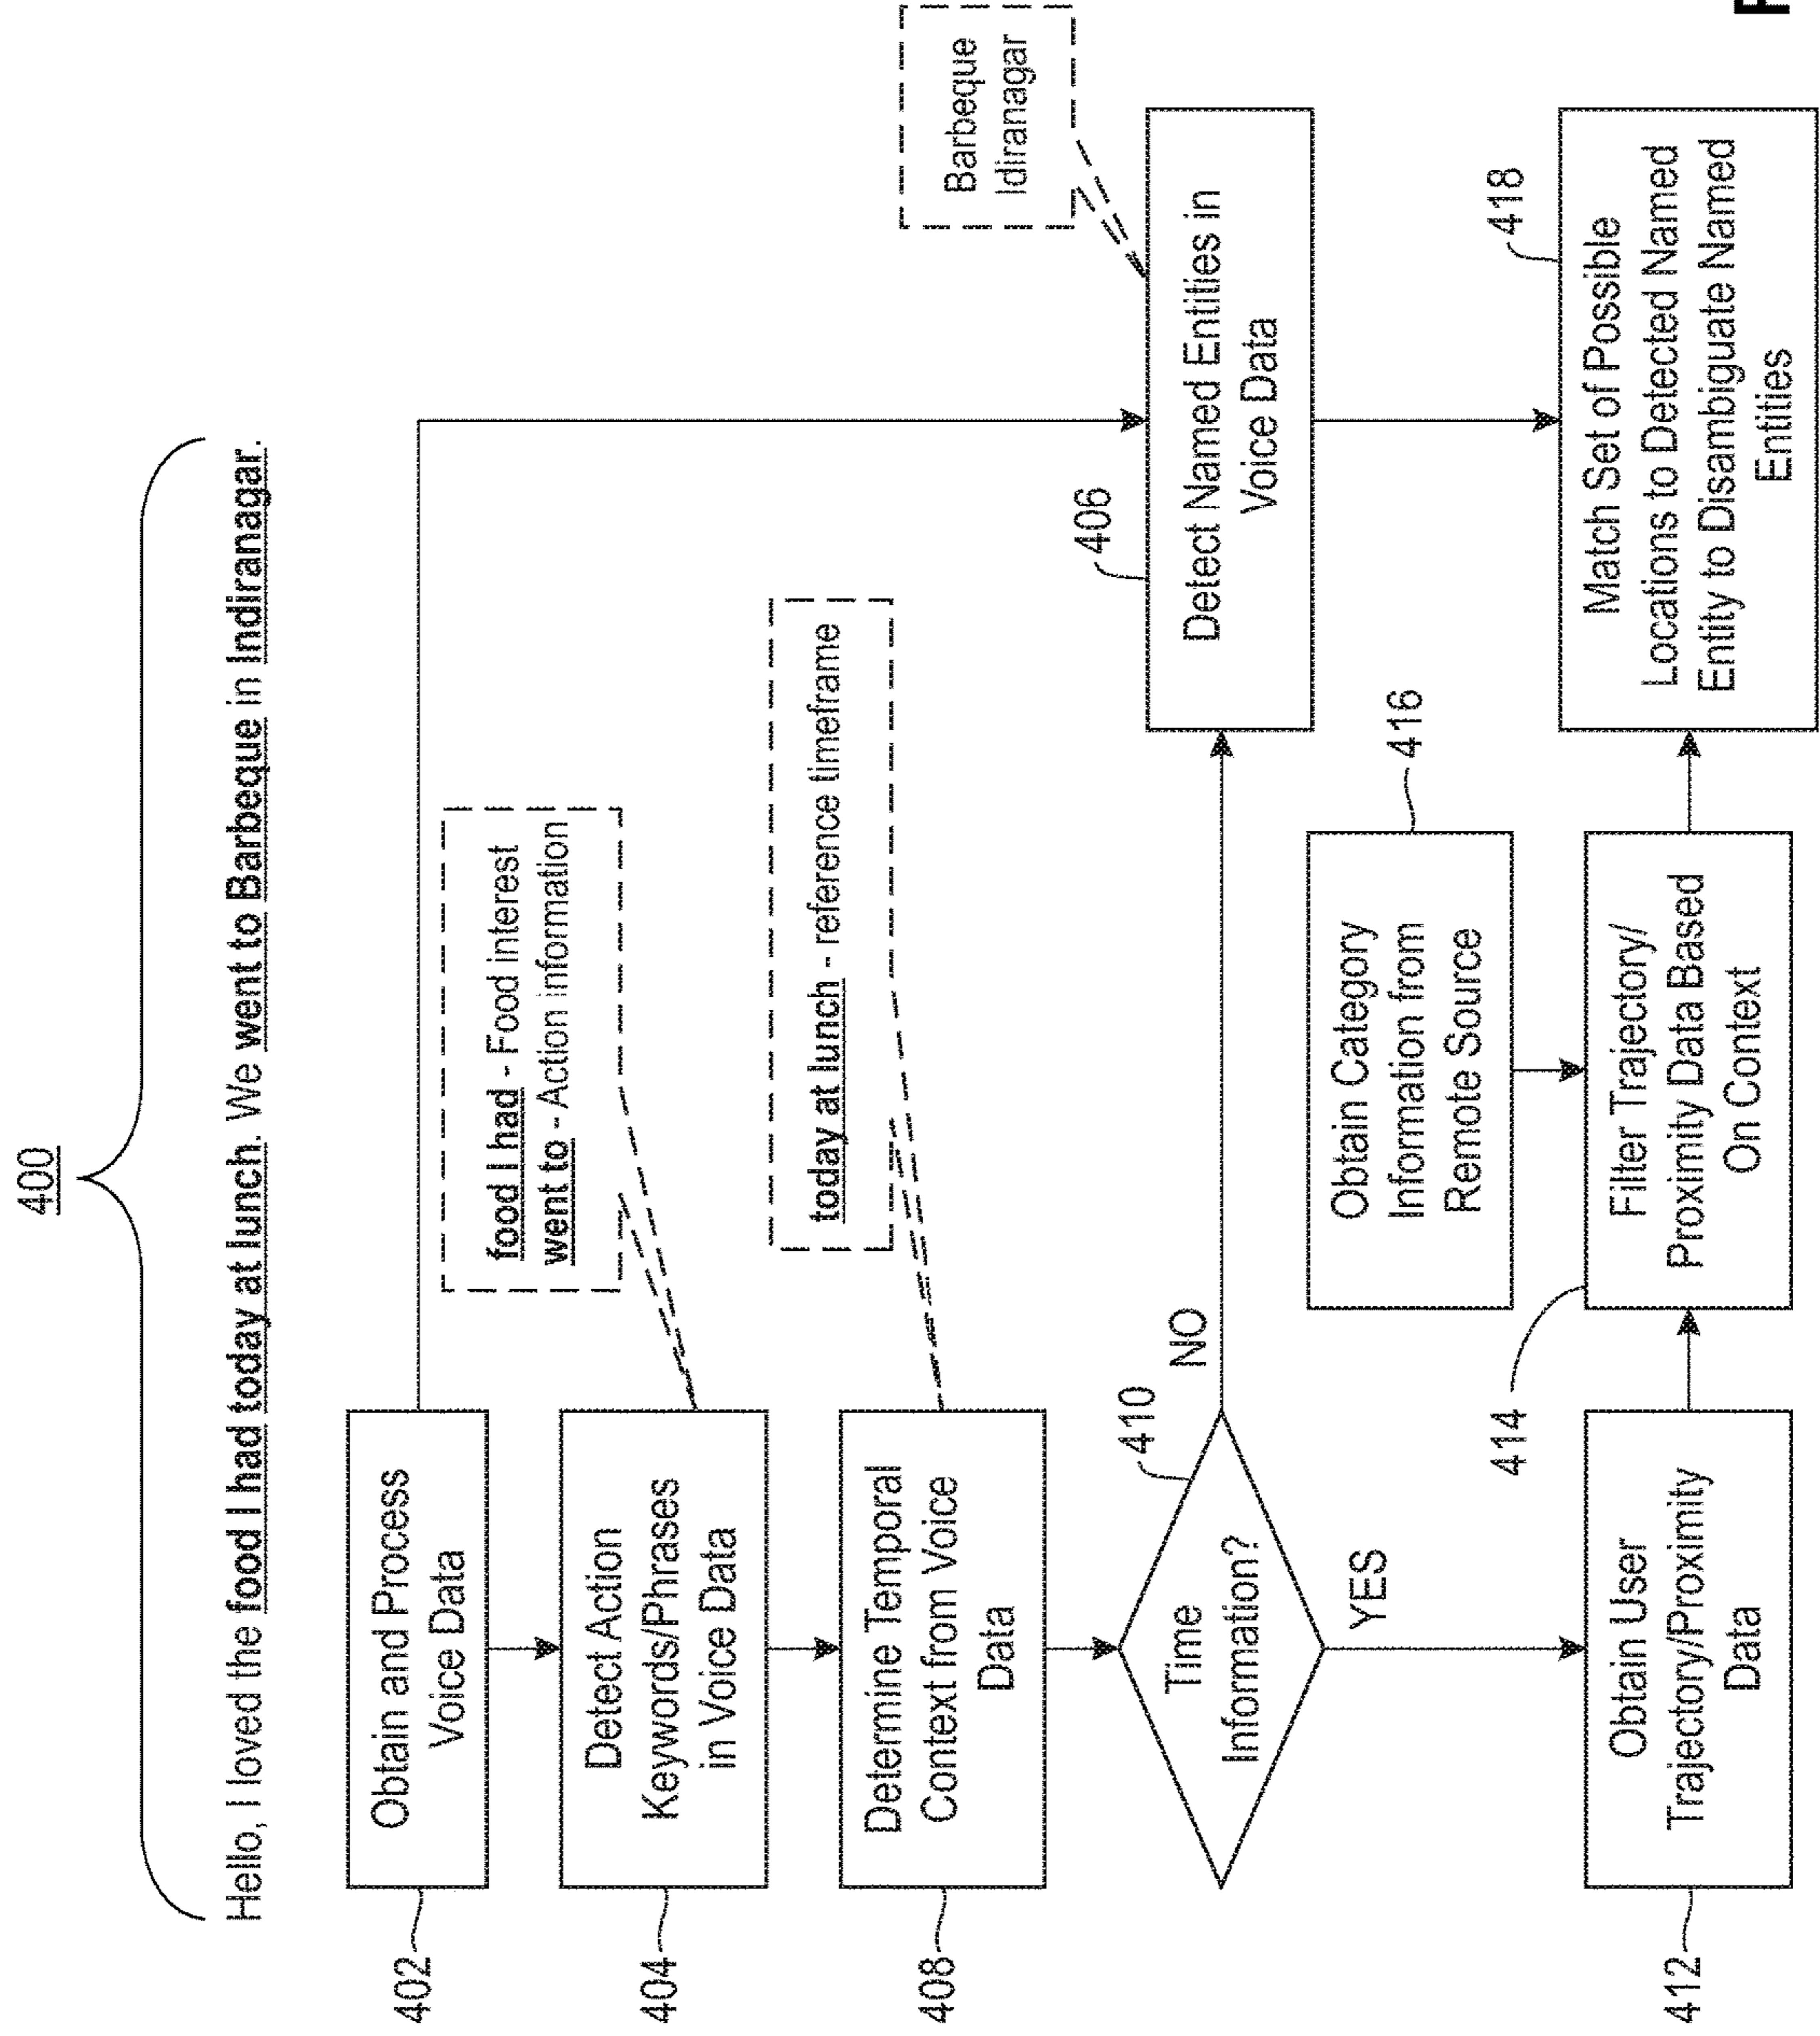 400
Hello, I loved the food I had today at lunch. We went to Barbeque in Indiranagar.
402
Obtain and Process
Voice Data
404
Detect Action
Keywords/Phrases
in Voice Data
food I had - Food interest
went to - Action information
408
Determine Temporal
Context from Voice
Data
today at lunch - reference timeframe
410
Time
Information?
NO
YES
406
Detect Named Entities in
Voice Data
Barbeque
Idiranagar
412
Obtain User
Trajectory/Proximity
Data
414
Filter Trajectory/
Proximity Data Based
On Context
416
Obtain Category
Information from
Remote Source
418
Match Set of Possible
Locations to Detected Named
Entity to Disambiguate Named
Entities